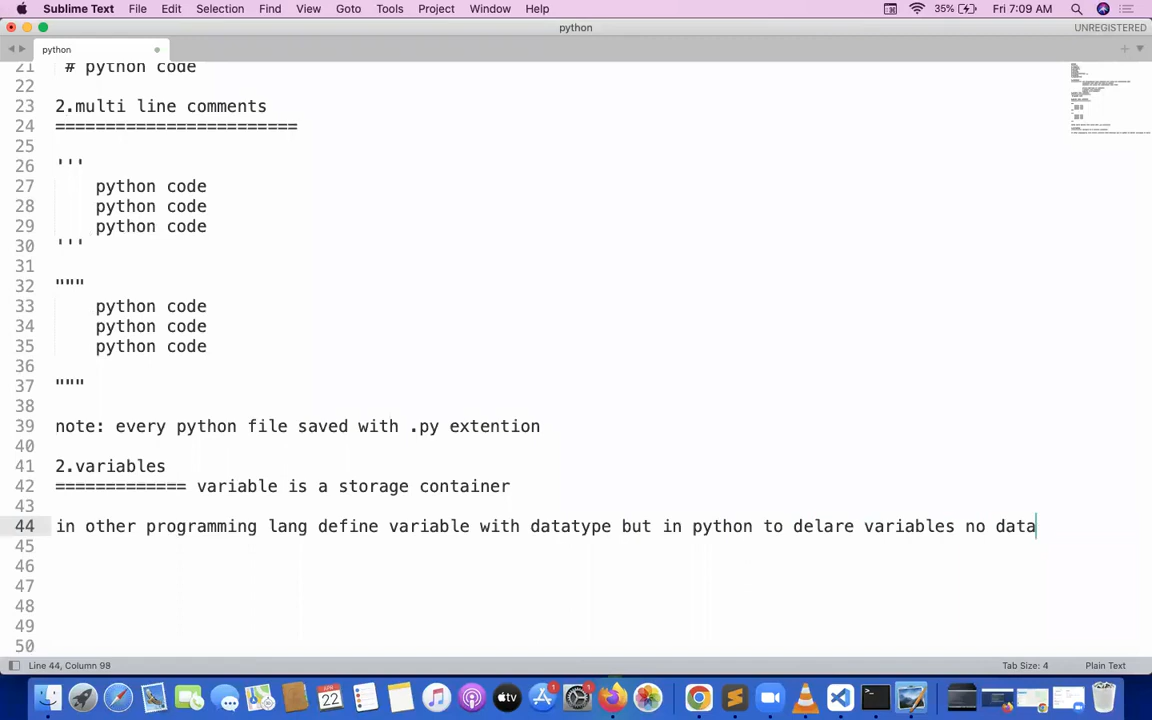 Sublime Text File Edit Selection Find View Goto Tools Project Window Help 35% Fri 7:09 AM
python UNREGISTERED
python
21 # python code
22
23 2.multi line comments
24 ========================
25
26 '''
27 python code
28 python code
29 python code
30 '''
31
32 """
33 python code
34 python code
35 python code
36
37 """
38
39 note: every python file saved with .py extention
40
41 2.variables
42 ============= variable is a storage container
43
44 in other programming lang define variable with datatype but in python to delare variables no data
45
46
47
48
49
50
Line 44, Column 98 Tab Size: 4 Plain Text
APR
22
tv
1
1